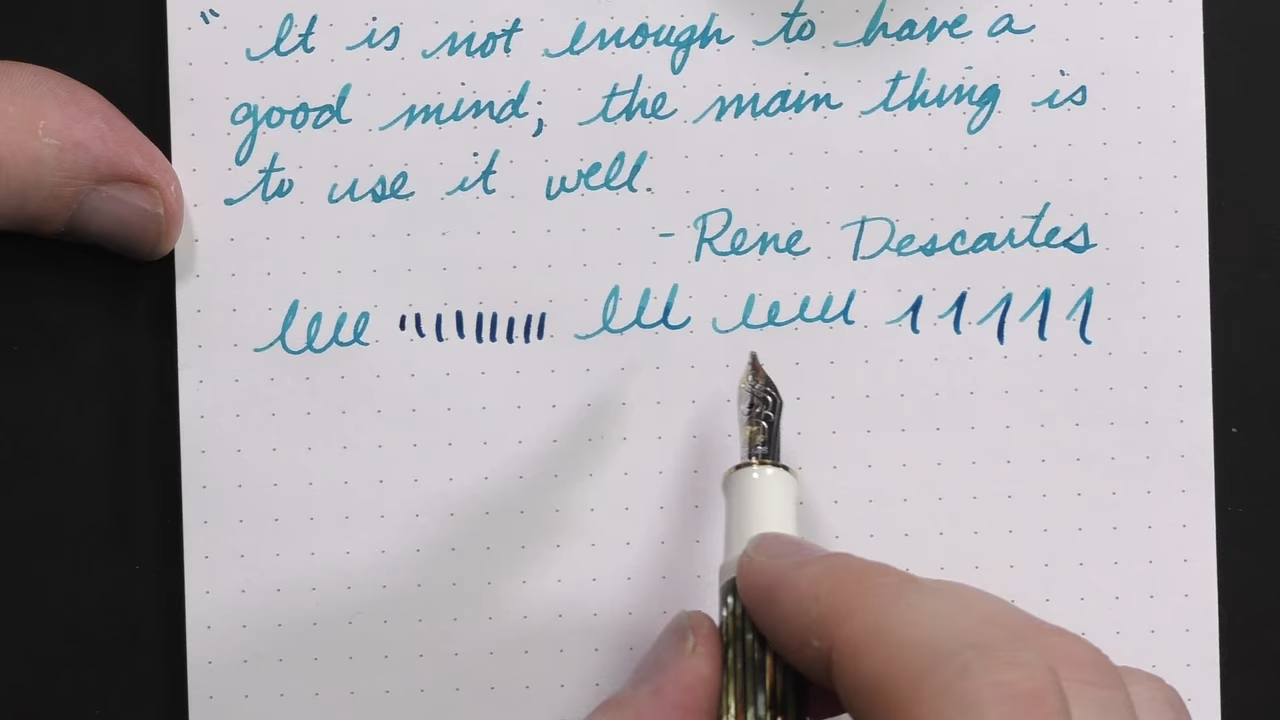 " It is not enough to have a
good mind; the main thing is
to use it well.
- Rene Descartes